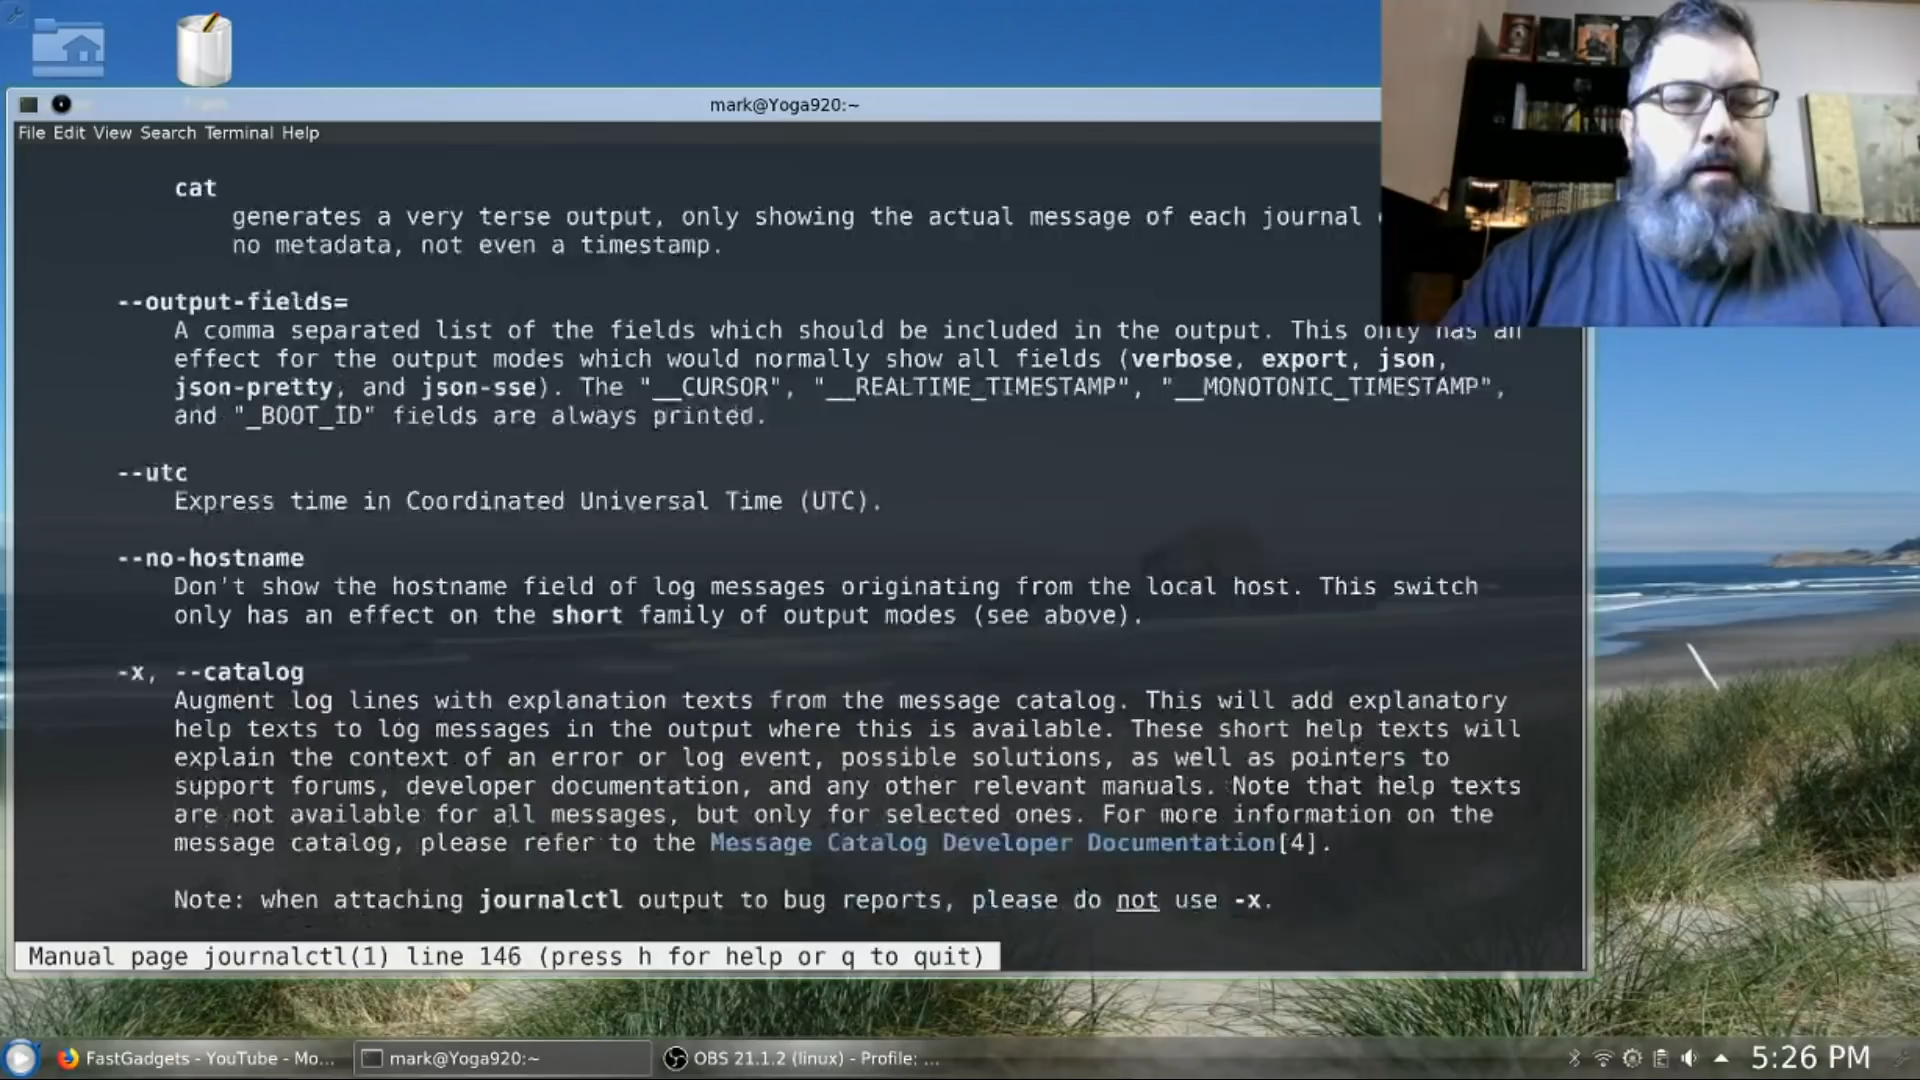 mark@Yoga920:~
File Edit View Search Terminal Help
cat
generates a very terse output, only showing the actual message of each journal
no metadata, not even a timestamp.
--output-fields=
A comma separated list of the fields which should be included in the output. This only has an
effect for the output modes which would normally show all fields (verbose, export, json,
json-pretty, and json-sse). The "__CURSOR", "__REALTIME_TIMESTAMP", "__MONOTONIC_TIMESTAMP",
and "_BOOT_ID" fields are always printed.
--utc
Express time in Coordinated Universal Time (UTC).
--no-hostname
Don't show the hostname field of log messages originating from the local host. This switch
only has an effect on the short family of output modes (see above).
-x, --catalog
Augment log lines with explanation texts from the message catalog. This will add explanatory
help texts to log messages in the output where this is available. These short help texts will
explain the context of an error or log event, possible solutions, as well as pointers to
support forums, developer documentation, and any other relevant manuals. Note that help texts
are not available for all messages, but only for selected ones. For more information on the
message catalog, please refer to the Message Catalog Developer Documentation[4].
Note: when attaching journalctl output to bug reports, please do not use -x.
Manual page journalctl(1) line 146 (press h for help or q to quit)
FastGadgets - YouTube - Mo... mark@Yoga920:~ OBS 21.1.2 (linux) - Profile: ... 5:26 PM